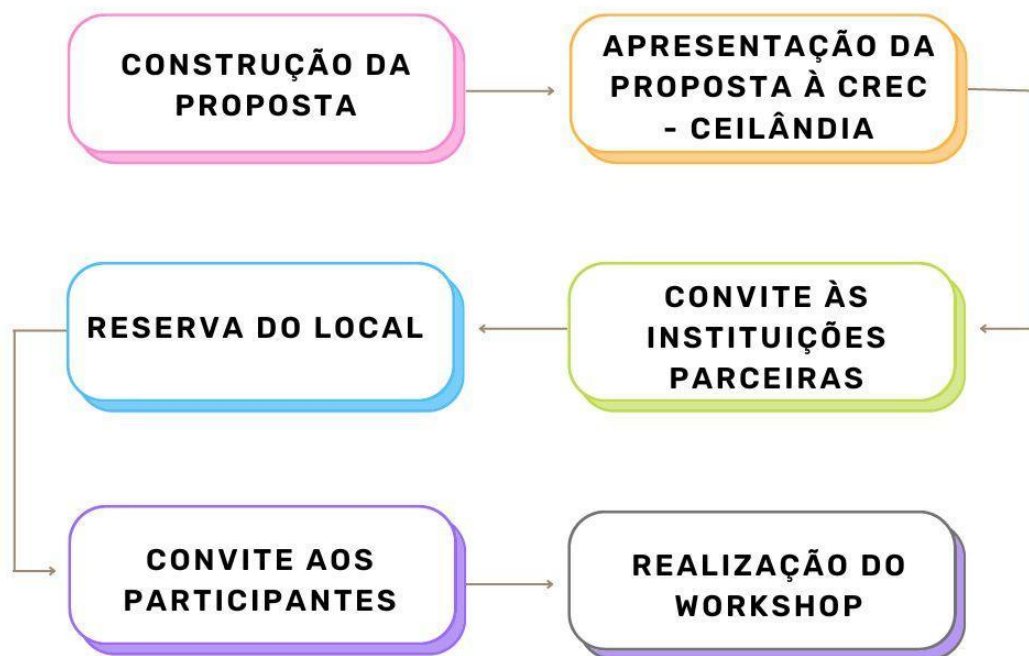 CONSTRUÇÃO DA
PROPOSTA
APRESENTAÇÃO DA
PROPOSTA À CREC
- CEILÂNDIA
CONVITE ÀS
INSTITUIÇÕES
PARCEIRAS
RESERVA DO LOCAL
CONVITE AOS
PARTICIPANTES
REALIZAÇÃO DO
WORKSHOP